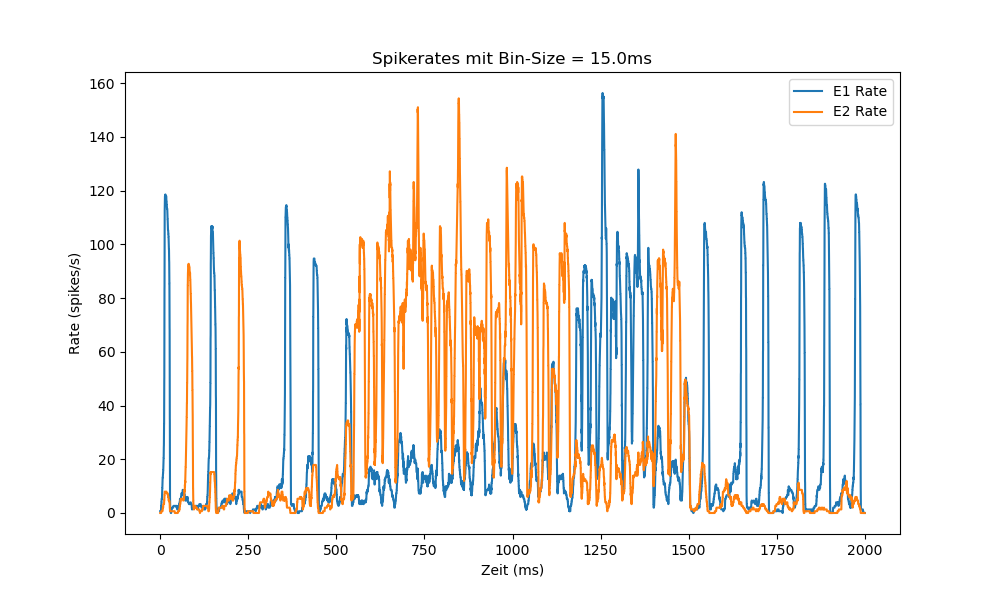 Spikerates mit Bin-Size = 15.0ms
E1 Rate
E2 Rate
Rate (spikes/s)
160
140
120
100
80
60
40
20
0
0 250 500 750 1000 1250 1500 1750 2000
Zeit (ms)